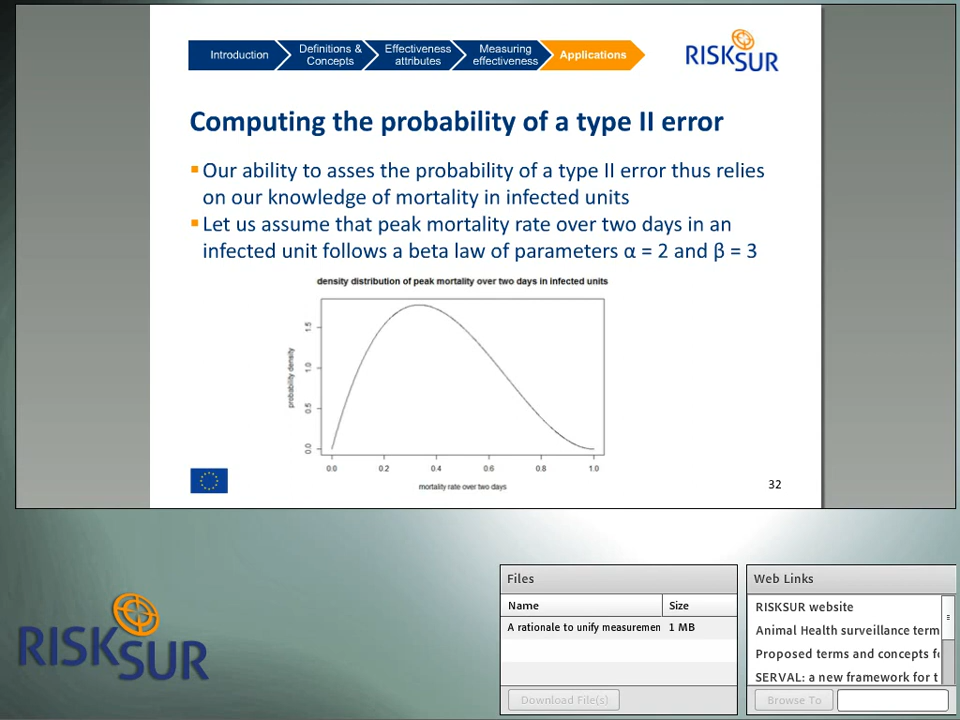 Introduction
Definitions & Concepts
Effectiveness attributes
Measuring effectiveness
Applications
RISKSUR
Computing the probability of a type II error
Our ability to asses the probability of a type II error thus relies
on our knowledge of mortality in infected units
Let us assume that peak mortality rate over two days in an
infected unit follows a beta law of parameters α = 2 and β = 3
density distribution of peak mortality over two days in infected units
probability density
1.5
1.0
0.5
0.0
0.0 0.2 0.4 0.6 0.8 1.0
mortality rate over two days
32
RISKSUR
Files
Name Size
A rationale to unify measuremen 1 MB
Download File(s)
Web Links
RISKSUR website
Animal Health surveillance term
Proposed terms and concepts fo
SERVAL: a new framework for t
Browse To